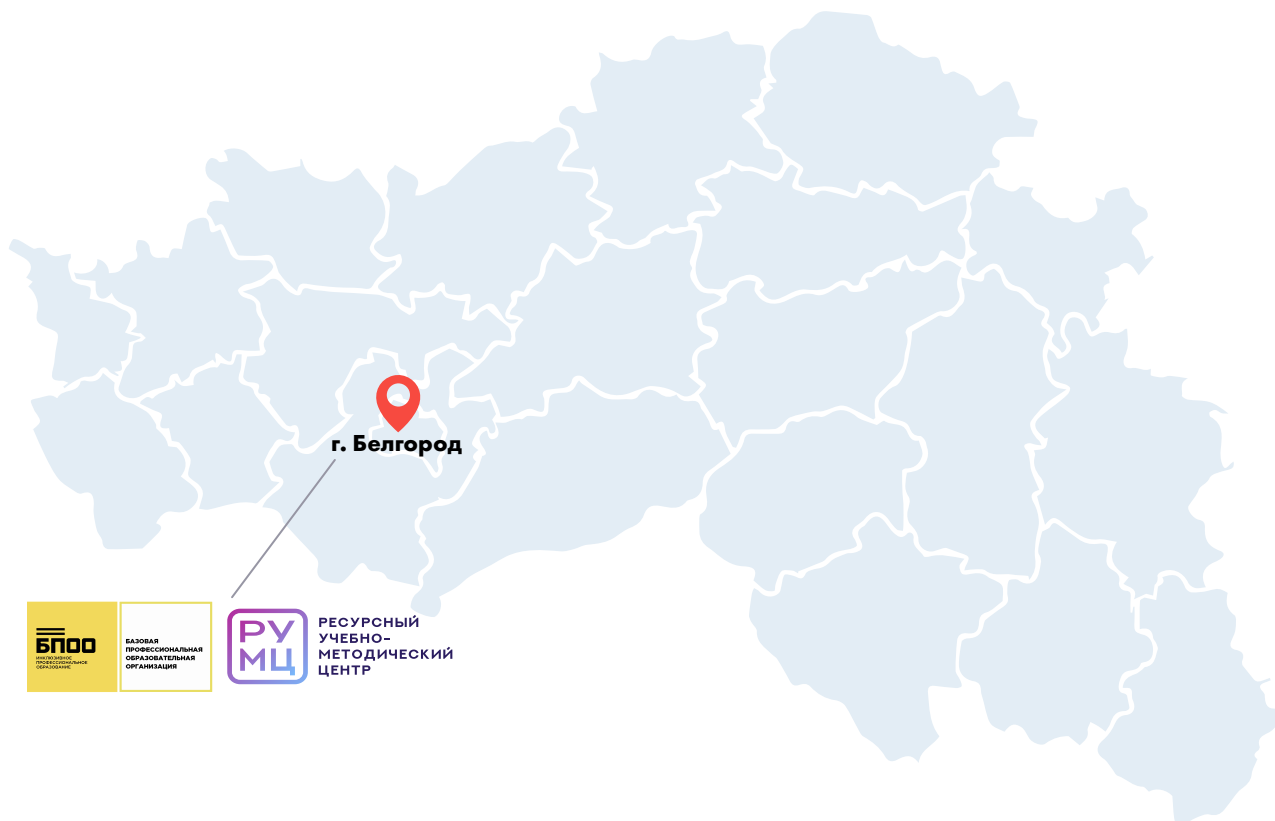 г. Белгород
БПОО
ИНКЛЮЗИВНОЕ
ПРОФЕССИОНАЛЬНОЕ
ОБРАЗОВАНИЕ
БАЗОВАЯ
ПРОФЕССИОНАЛЬНАЯ
ОБРАЗОВАТЕЛЬНАЯ
ОРГАНИЗАЦИЯ
РУ
МЦ
РЕСУРСНЫЙ
УЧЕБНО-
МЕТОДИЧЕСКИЙ
ЦЕНТР